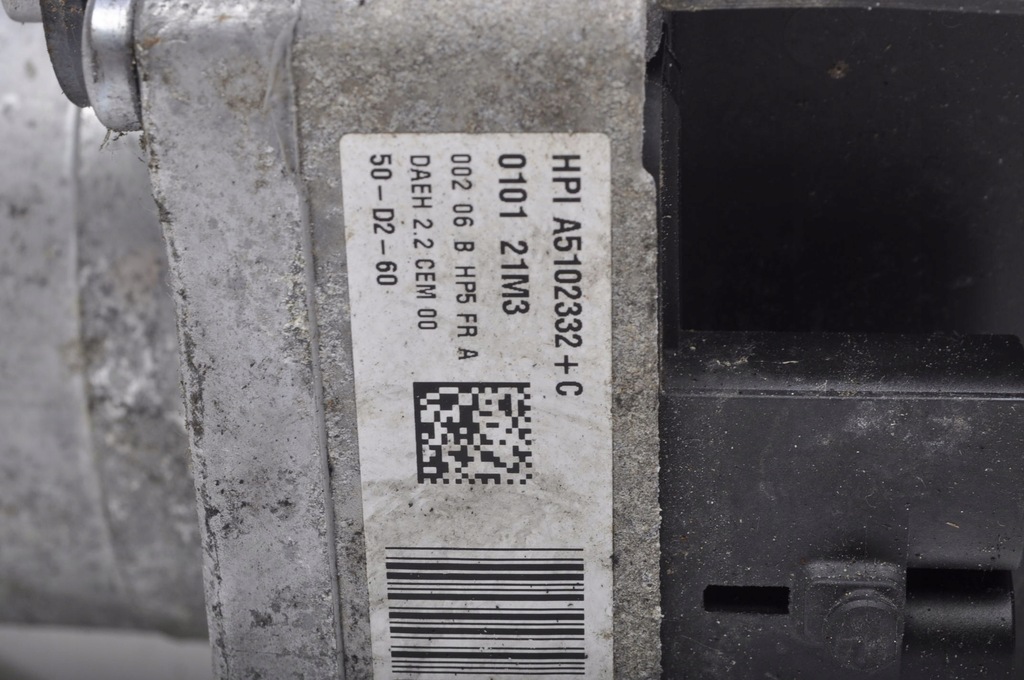 HPI A5102332+C
0101 21M3
002 06 B HP5 FR A
DAEH 2.2 CEM 00
50-D2-60